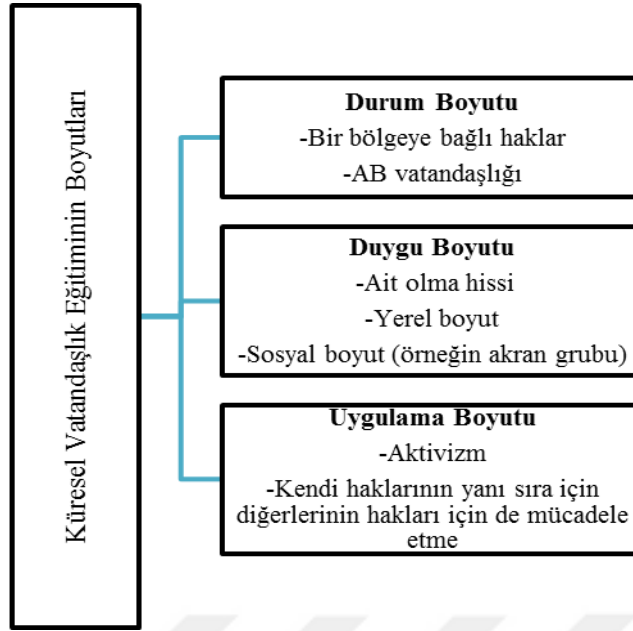 Küresel Vatandaşlık Eğitiminin Boyutları
Durum Boyutu
-Bir bölgeye bağlı haklar
-AB vatandaşlığı
Duygu Boyutu
-Ait olma hissi
-Yerel boyut
-Sosyal boyut (örneğin akran grubu)
Uygulama Boyutu
-Aktivizm
-Kendi haklarının yanı sıra için
diğerlerinin hakları için de mücadele
etme